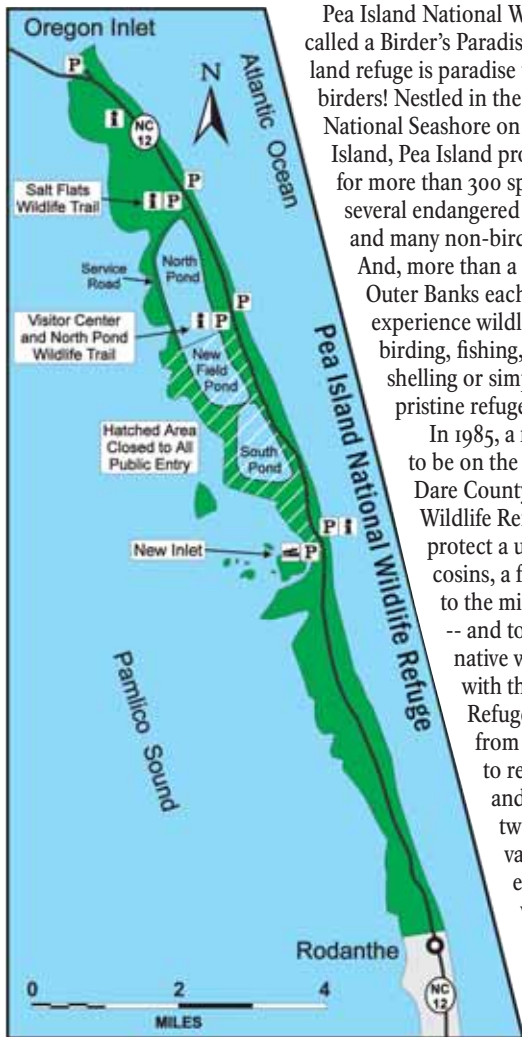 Oregon Inlet
P
N
Atlantic Ocean
i
NC
12
Salt Flats
Wildlife Trail
i P
P
North
Pond
Service
Road
P
Visitor Center
and North Pond
Wildlife Trail
i P
New
Field
Pond
Hatched Area
Closed to All
Public Entry
South
Pond
P i
New Inlet
P
Pea Island National Wildlife Refuge
Pamlico Sound
Rodanthe
NC
12
0 2 4
MILES
Pea Island National W
called a Birder's Paradis
land refuge is paradise
birders! Nestled in the
National Seashore on
Island, Pea Island pro
for more than 300 sp
several endangered
and many non-bird
And, more than a
Outer Banks each
experience wildl
birding, fishing,
shelling or simp
pristine refuge
In 1985, a
to be on the
Dare County
Wildlife Re
protect a u
cosins, a f
to the mi
-- and to
native w
with th
Refuge
from
to re
and
tw
va
e